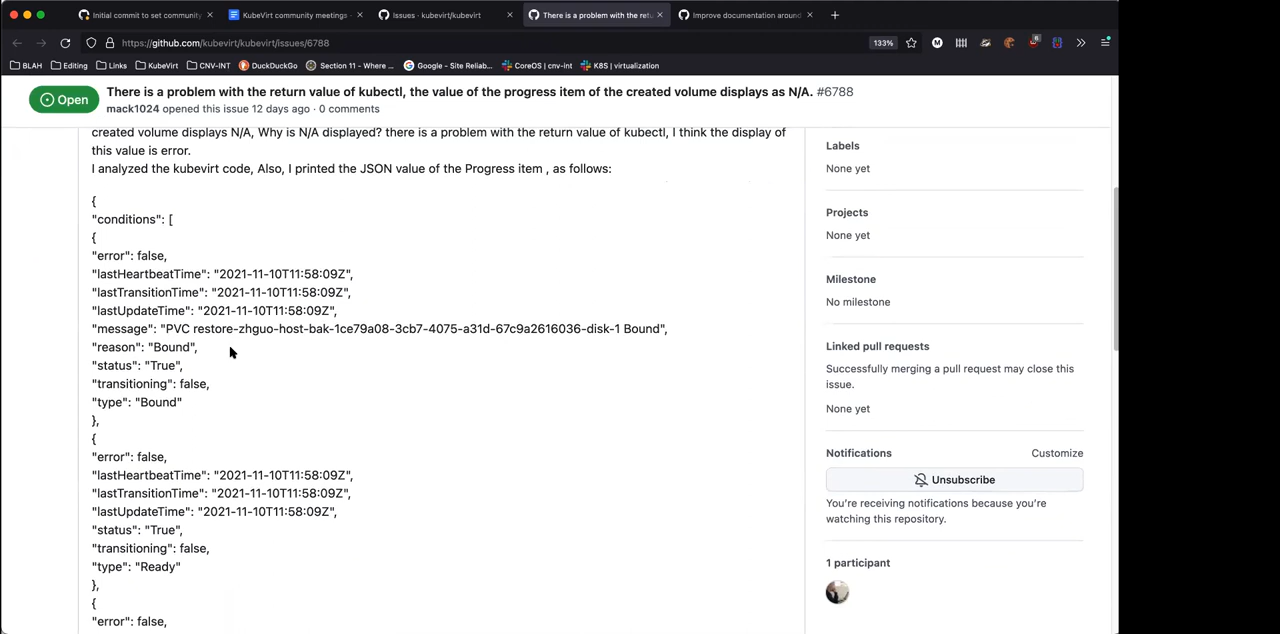 Initial commit to set community
KubeVirt community meetings -
Issues · kubevirt/kubevirt
There is a problem with the retu
Improve documentation around
https://github.com/kubevirt/kubevirt/issues/6788
133%
BLAH
Editing
Links
KubeVirt
CNV-INT
DuckDuckGo
Section 11 – Where ...
Google - Site Reliab...
CoreOS | cnv-int
K8S | virtualization
Open
There is a problem with the return value of kubectl, the value of the progress item of the created volume displays as N/A. #6788
mack1024 opened this issue 12 days ago · 0 comments
created volume displays N/A, Why is N/A displayed? there is a problem with the return value of kubectl, I think the display of
this value is error.
I analyzed the kubevirt code, Also, I printed the JSON value of the Progress item , as follows:
{
"conditions": [
{
"error": false,
"lastHeartbeatTime": "2021-11-10T11:58:09Z",
"lastTransitionTime": "2021-11-10T11:58:09Z",
"lastUpdateTime": "2021-11-10T11:58:09Z",
"message": "PVC restore-zhguo-host-bak-1ce79a08-3cb7-4075-a31d-67c9a2616036-disk-1 Bound",
"reason": "Bound",
"status": "True",
"transitioning": false,
"type": "Bound"
},
{
"error": false,
"lastHeartbeatTime": "2021-11-10T11:58:09Z",
"lastTransitionTime": "2021-11-10T11:58:09Z",
"lastUpdateTime": "2021-11-10T11:58:09Z",
"status": "True",
"transitioning": false,
"type": "Ready"
},
{
"error": false,
Labels
None yet
Projects
None yet
Milestone
No milestone
Linked pull requests
Successfully merging a pull request may close this
issue.
None yet
Notifications
Customize
Unsubscribe
You're receiving notifications because you're
watching this repository.
1 participant